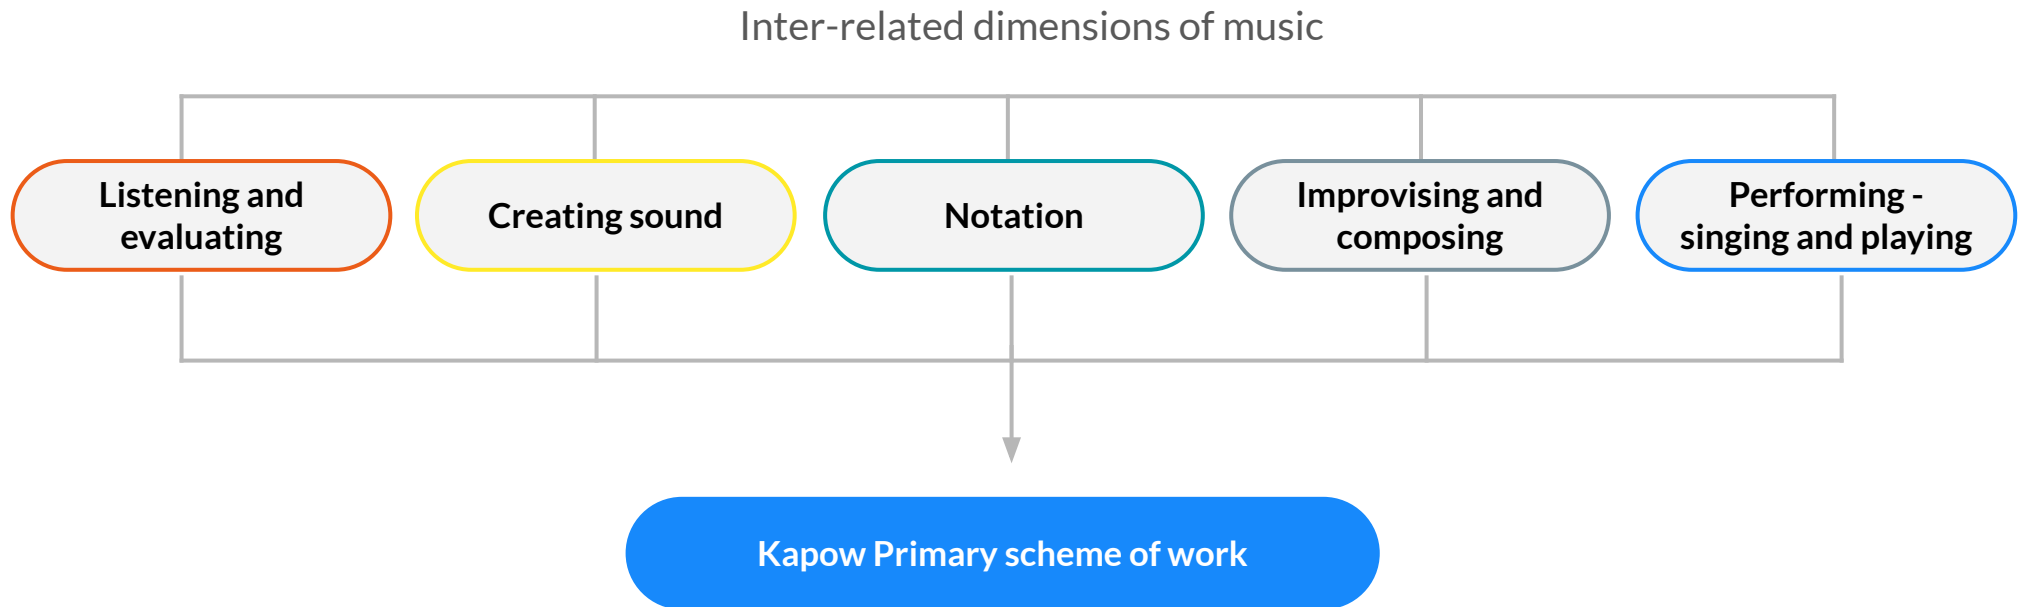 Inter-related dimensions of music
Listening and
evaluating
Creating sound
Notation
Improvising and
composing
Performing -
singing and playing
Kapow Primary scheme of work